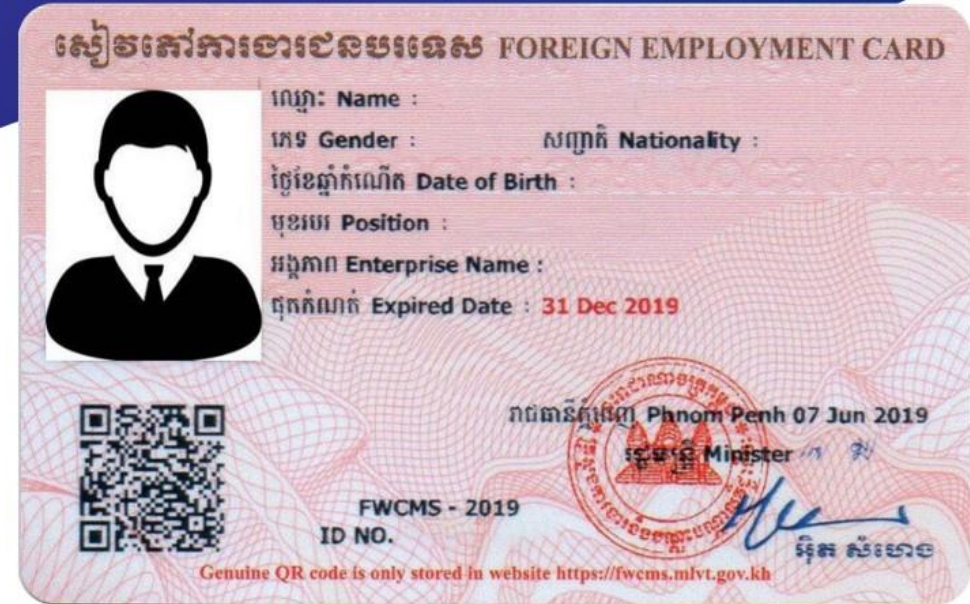 សៀវភៅការងារជនបរទេស FOREIGN EMPLOYMENT CARD
ឈ្មោះ Name :
ភេទ Gender : សញ្ជាតិ Nationality :
ថ្ងៃខែឆ្នាំកំណើត Date of Birth :
មុខរបរ Position :
អង្គភាព Enterprise Name :
ផុតកំណត់ Expired Date : 31 Dec 2019
រាជធានីភ្នំពេញ Phnom Penh 07 Jun 2019
រដ្ឋមន្ត្រី Minister
FWCMS - 2019
ID NO.
អ៊ិត សំហេង
Genuine QR code is only stored in website https://fwcms.mlvt.gov.kh